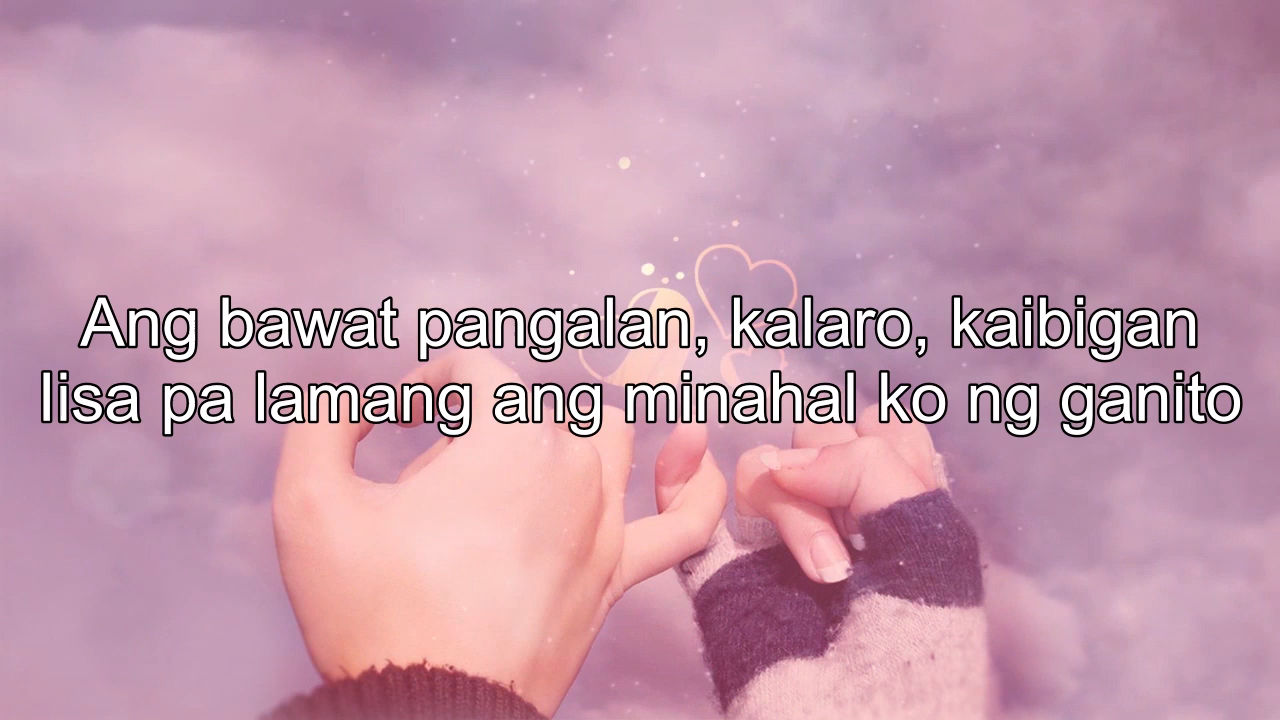 Ang bawat pangalan, kalaro, kaibigan
Iisa pa lamang ang minahal ko ng ganito